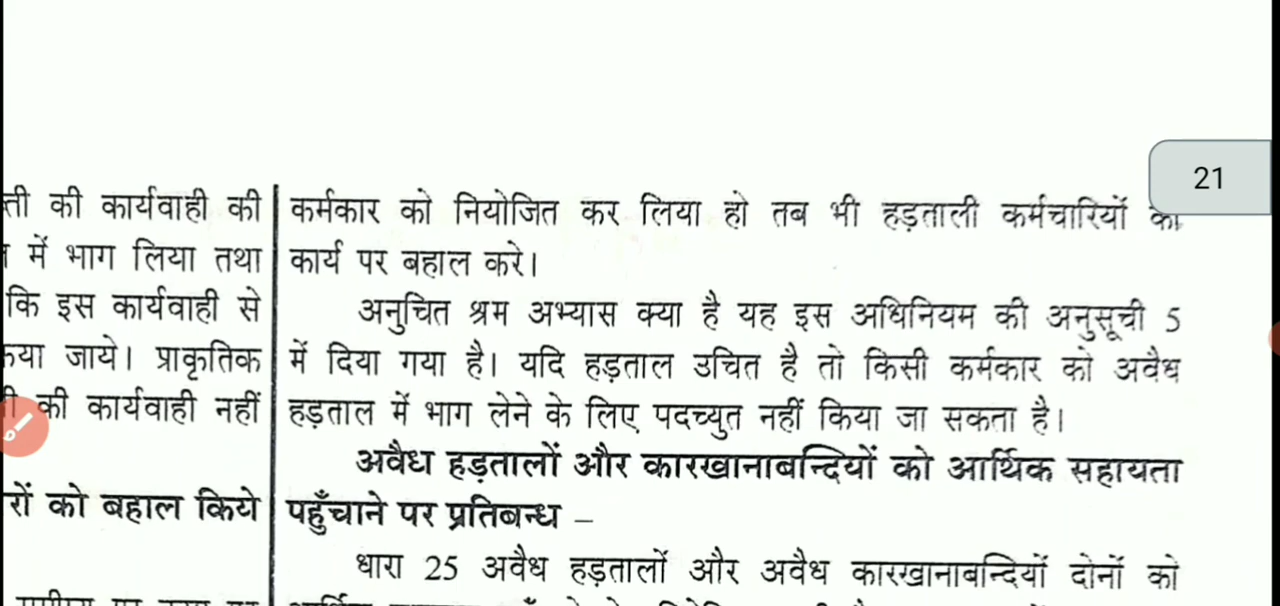 21
ती की कार्यवाही की
में भाग लिया तथा
कि इस कार्यवाही से
जाये। प्राकृतिक
की कार्यवाही नहीं
रों को बहाल किये
कर्मकार को नियोजित कर लिया हो तब भी हड़ताली कर्मचारियों को
कार्य पर बहाल करे।
अनुचित श्रम अभ्यास क्या है यह इस अधिनियम की अनुसूची 5
में दिया गया है। यदि हड़ताल उचित है तो किसी कर्मकार को अवैध
हड़ताल में भाग लेने के लिए पदच्युत नहीं किया जा सकता है।
अवैध हड़तालों और कारखानाबन्दियों को आर्थिक सहायता
पहुँचाने पर प्रतिबन्ध –
धारा 25 अवैध हड़तालों और अवैध कारखानाबन्दियों दोनों को